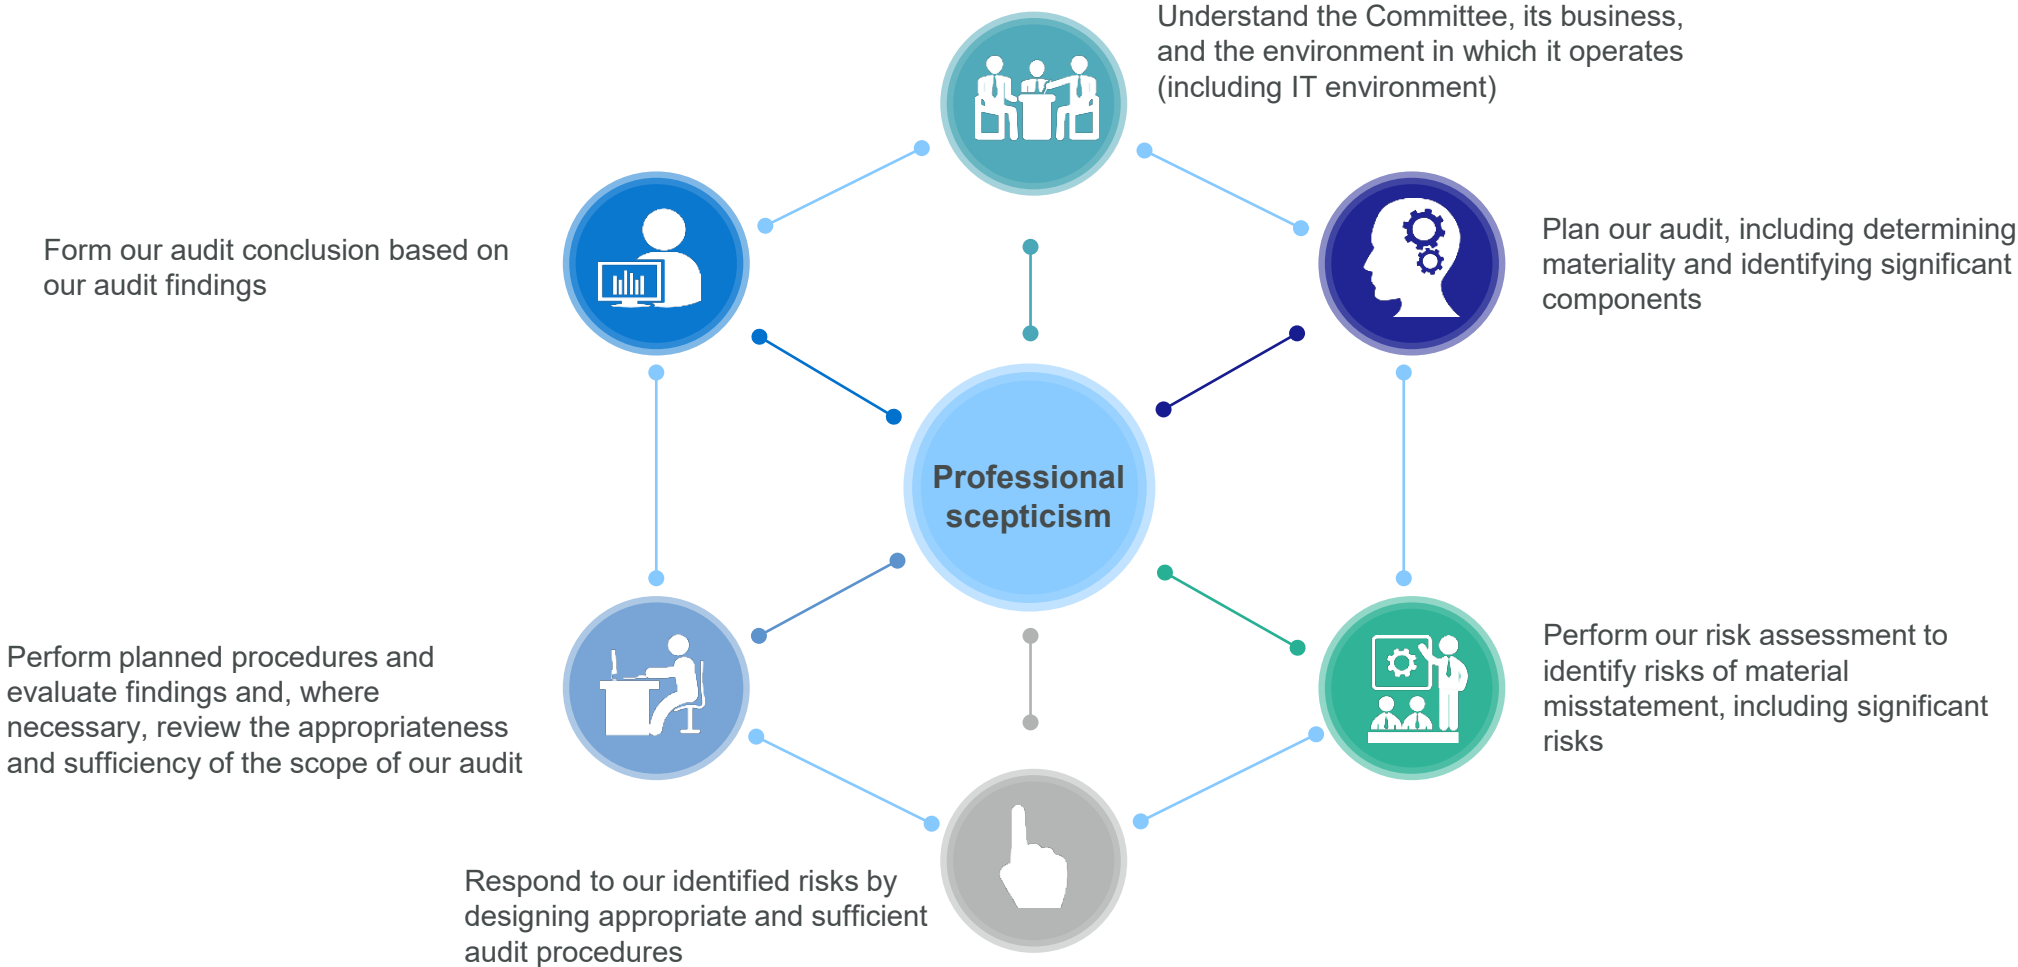 Understand the Committee, its business,
and the environment in which it operates
(including IT environment)
Plan our audit, including determining
materiality and identifying significant
components
Perform our risk assessment to
identify risks of material
misstatement, including significant
risks
Respond to our identified risks by
designing appropriate and sufficient
audit procedures
Perform planned procedures and
evaluate findings and, where
necessary, review the appropriateness
and sufficiency of the scope of our audit
Form our audit conclusion based on
our audit findings
Professional
scepticism